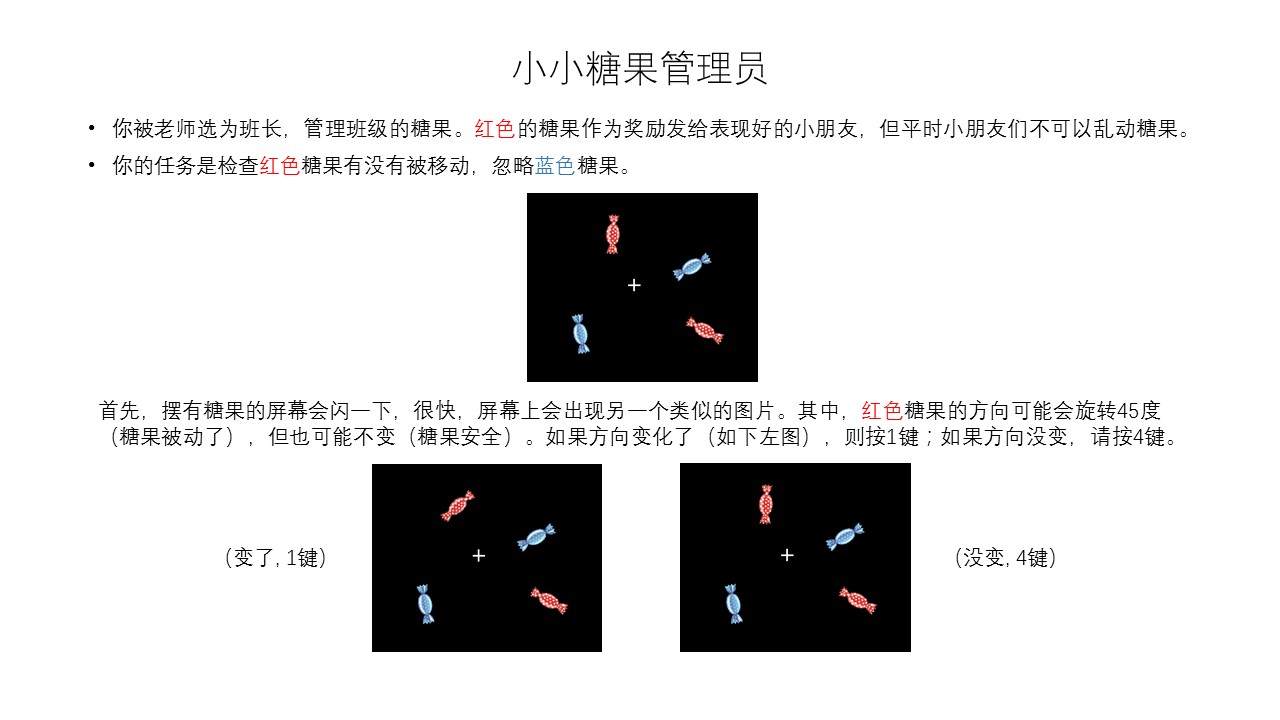 小小糖果管理员
• 你被老师选为班长，管理班级的糖果。红色的糖果作为奖励发给表现好的小朋友，但平时小朋友们不可以乱动糖果。
• 你的任务是检查红色糖果有没有被移动，忽略蓝色糖果。
首先，摆有糖果的屏幕会闪一下，很快，屏幕上会出现另一个类似的图片。其中，红色糖果的方向可能会旋转45度
（糖果被动了），但也可能不变（糖果安全）。如果方向变化了（如下左图），则按1键；如果方向没变，请按4键。
（变了, 1键）
（没变, 4键）